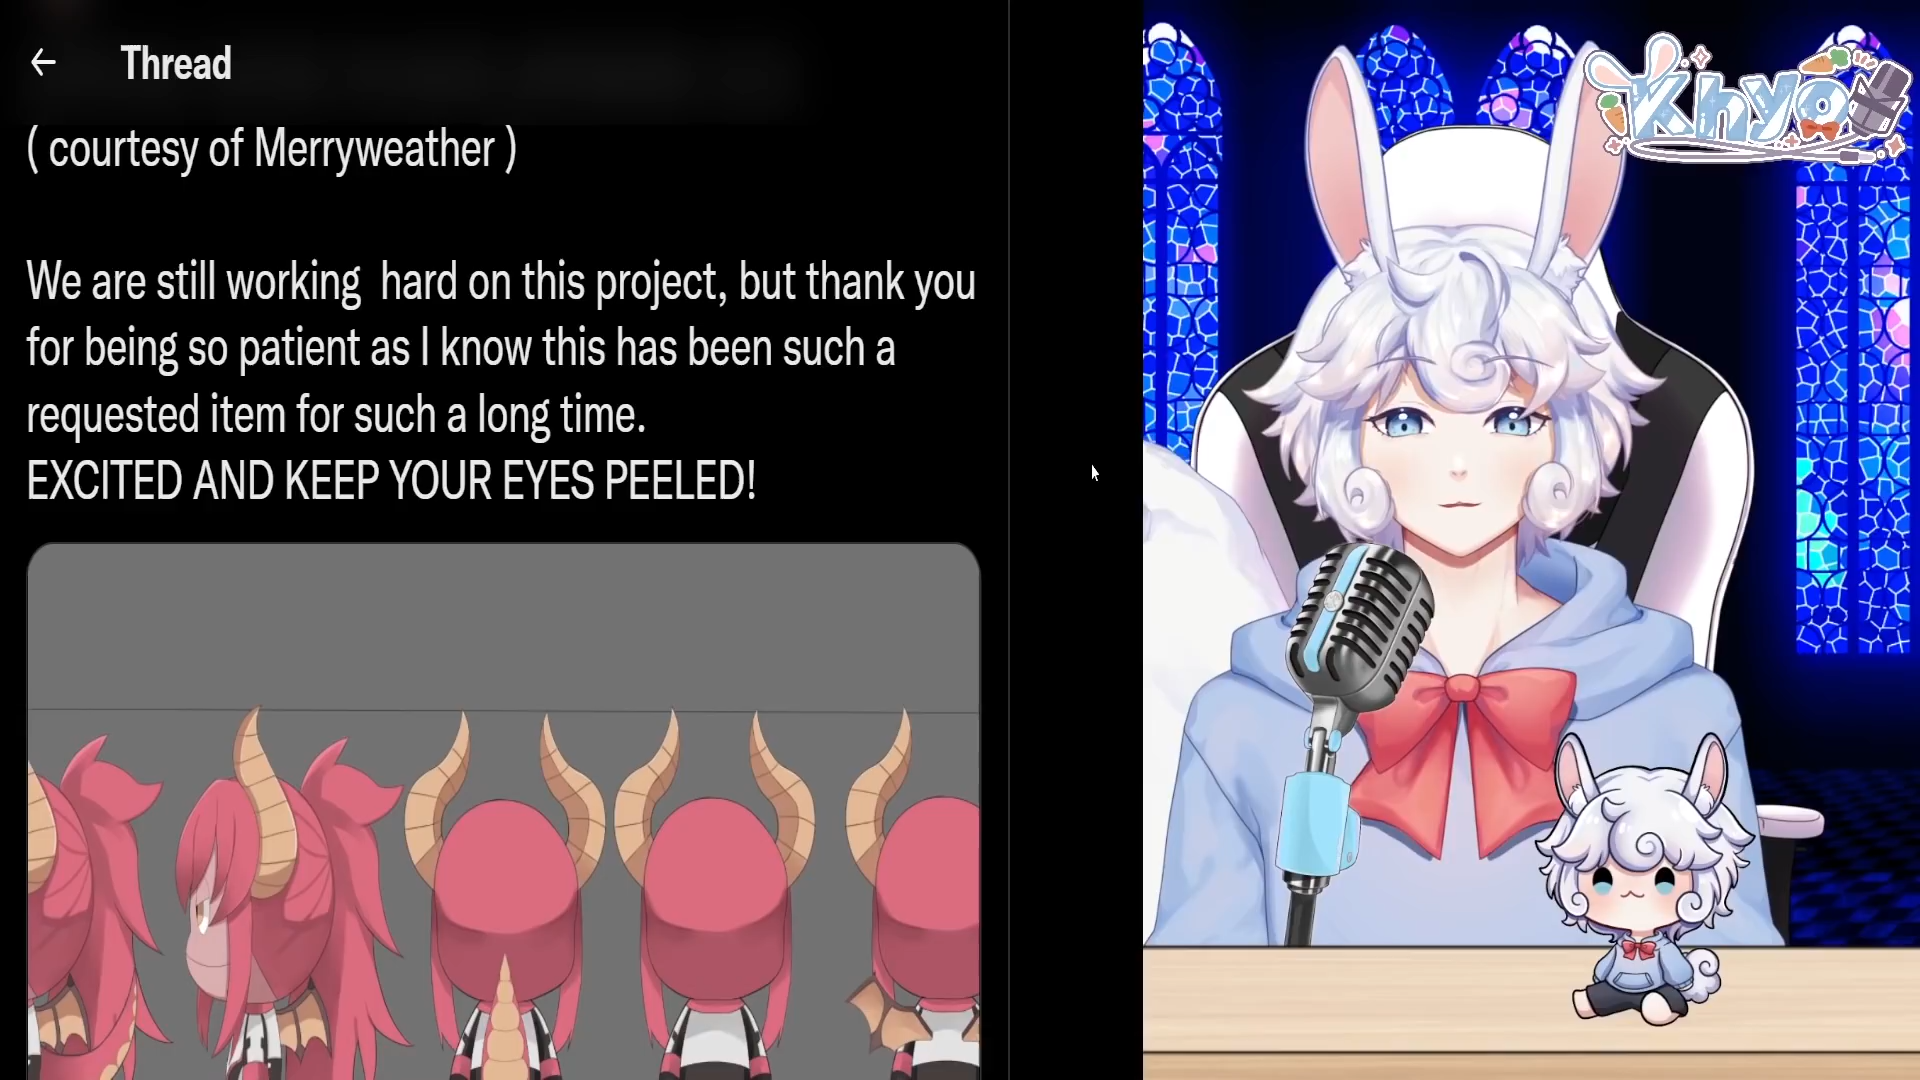 Thread
( courtesy of Merryweather )
We are still working  hard on this project, but thank you
for being so patient as I know this has been such a
requested item for such a long time.
EXCITED AND KEEP YOUR EYES PEELED!
Khyo